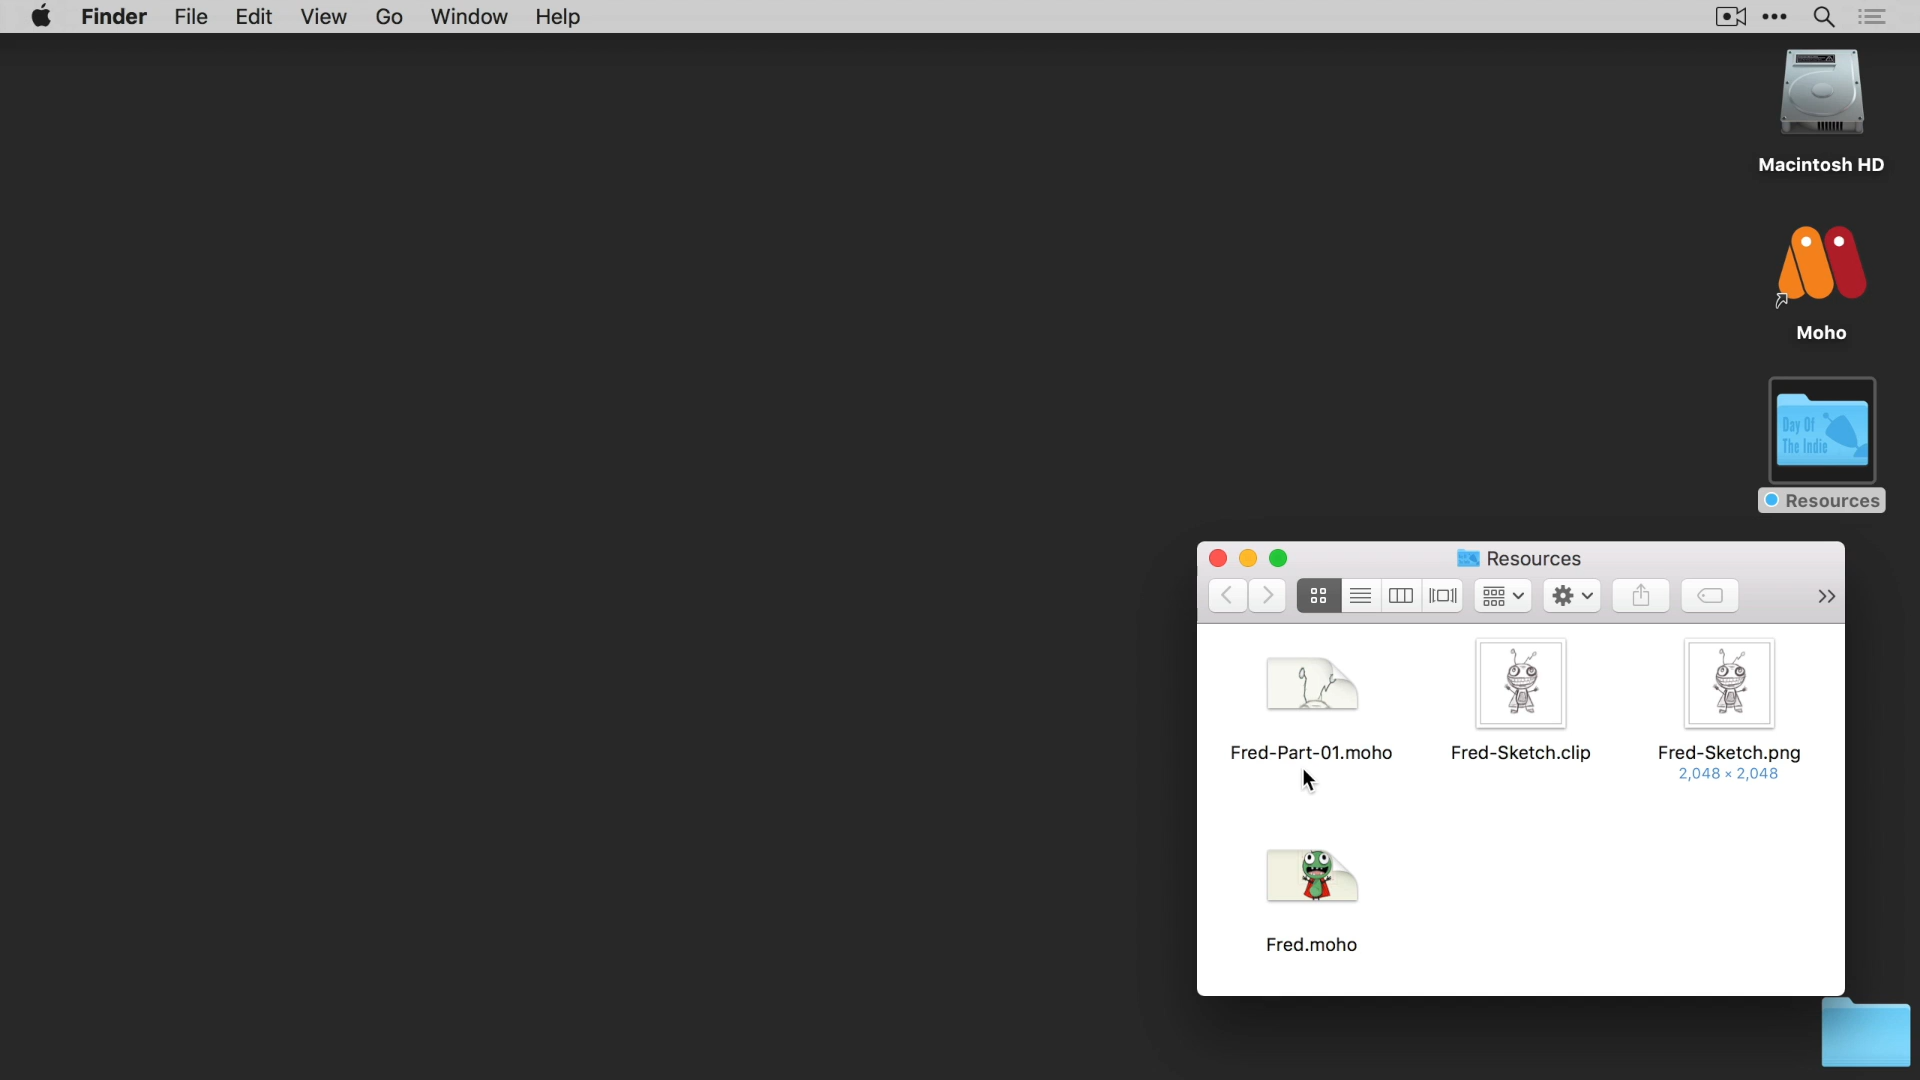 Finder File Edit View Go Window Help
Macintosh HD
Moho
Day Of
The Indie
Resources
Resources
Fred-Part-01.moho Fred-Sketch.clip Fred-Sketch.png
2,048 × 2,048
Fred.moho